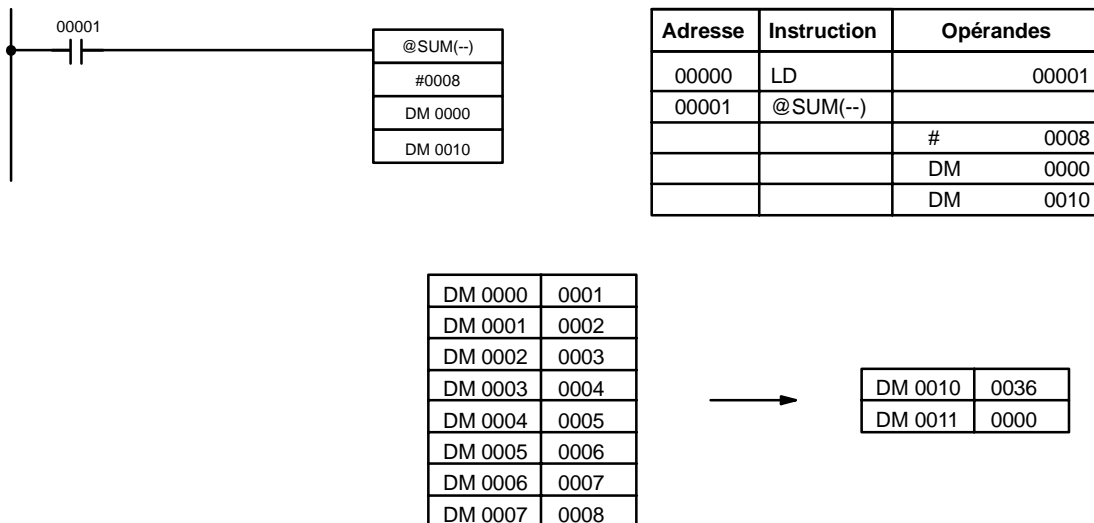 00001
@SUM(--)
#0008
DM 0000
DM 0010
Adresse Instruction Opérandes
00000 LD 00001
00001 @SUM(--)
# 0008
DM 0000
DM 0010
DM 0000 0001
DM 0001 0002
DM 0002 0003
DM 0003 0004
DM 0004 0005
DM 0005 0006
DM 0006 0007
DM 0007 0008
DM 0010 0036
DM 0011 0000